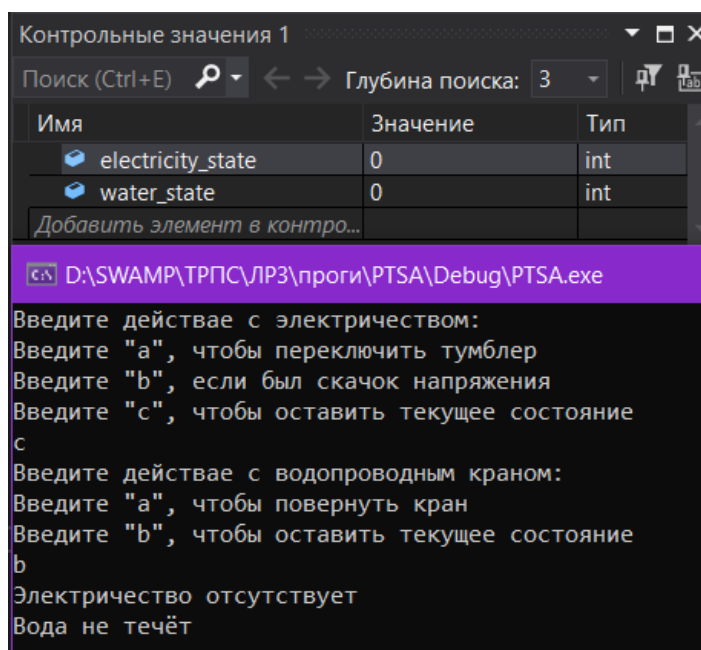 Контрольные значения 1
Поиск (Ctrl+E) Глубина поиска: 3
Имя Значение Тип
electricity_state 0 int
water_state 0 int
Добавить элемент в контро...
D:\SWAMP\ТРПС\ЛР3\проги\PTSA\Debug\PTSA.exe
Введите действае с электричеством:
Введите "a", чтобы переключить тумблер
Введите "b", если был скачок напряжения
Введите "c", чтобы оставить текущее состояние
c
Введите действае с водопроводным краном:
Введите "a", чтобы повернуть кран
Введите "b", чтобы оставить текущее состояние
b
Электричество отсутствует
Вода не течёт